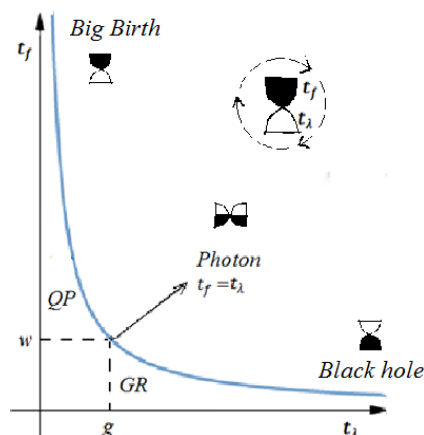 Big Birth
t_f
t_f
t_λ
Photon
t_f = t_λ
QP
w
GR
Black hole
g
t_λ